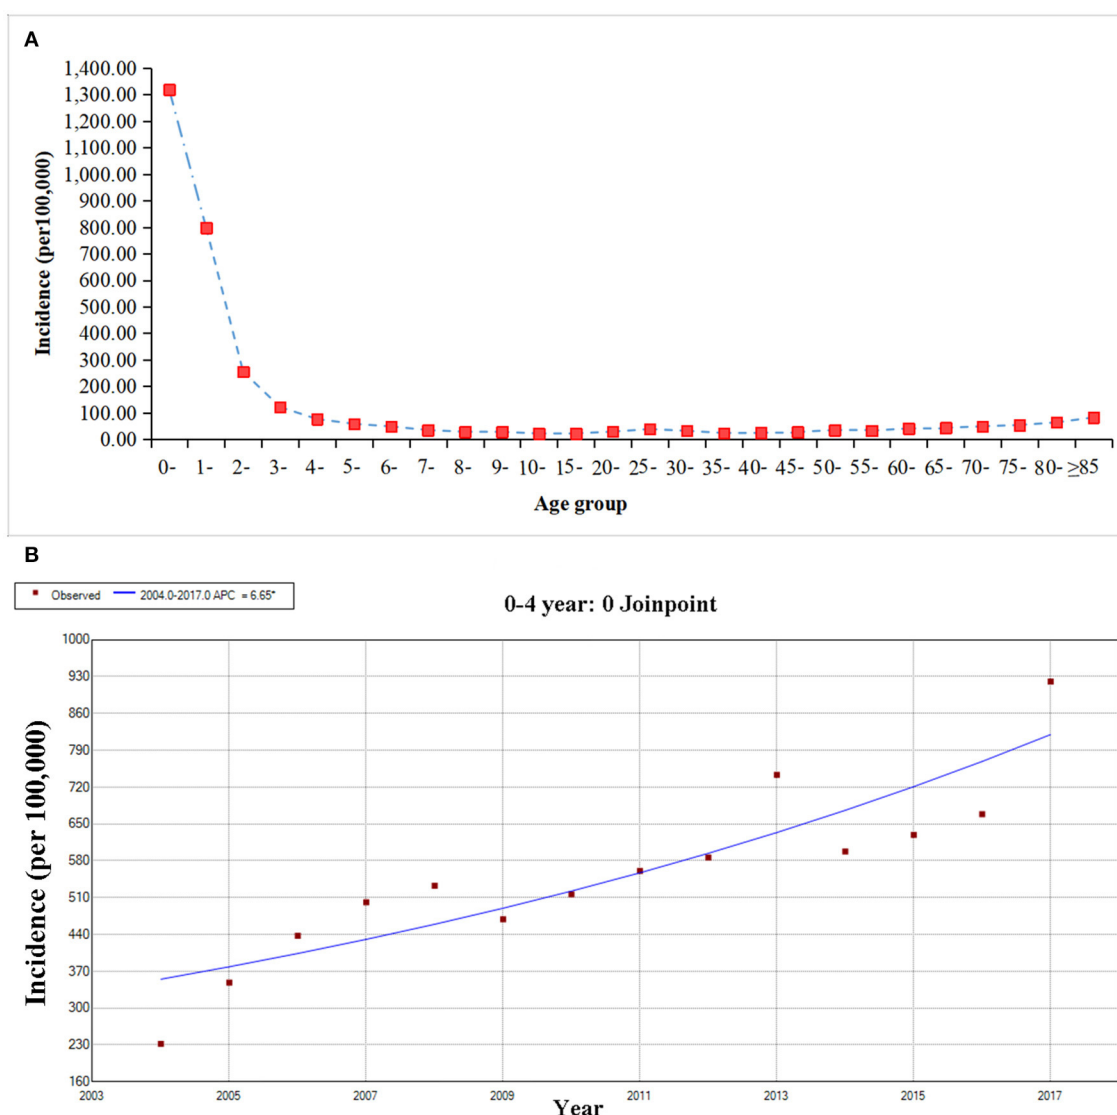 A
1,400.00
1,300.00
1,200.00
1,100.00
1,000.00
900.00
800.00
700.00
600.00
500.00
400.00
300.00
200.00
100.00
0.00
Incidence (per100,000)
0- 1- 2- 3- 4- 5- 6- 7- 8- 9- 10- 15- 20- 25- 30- 35- 40- 45- 50- 55- 60- 65- 70- 75- 80- ≥85
Age group
B
Observed 2004.0-2017.0 APC = 6.65*
0-4 year: 0 Joinpoint
1000
930
860
790
720
650
580
510
440
370
300
230
160
Incidence (per 100,000)
2003 2005 2007 2009 2011 2013 2015 2017
Year